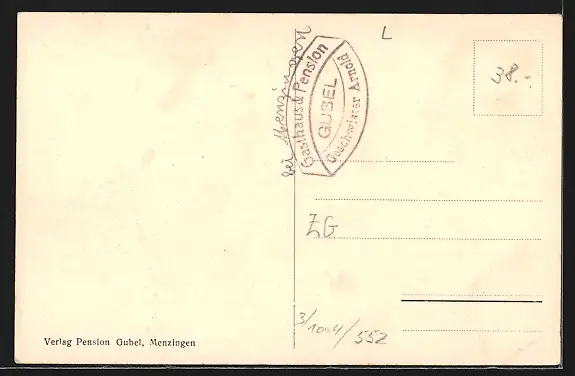 L
38.-
bei Menzingen
Gasthaus & Pension
GUBEL
Geschwister Arnold
ZG
3/1004/552
Verlag Pension Gubel, Menzingen